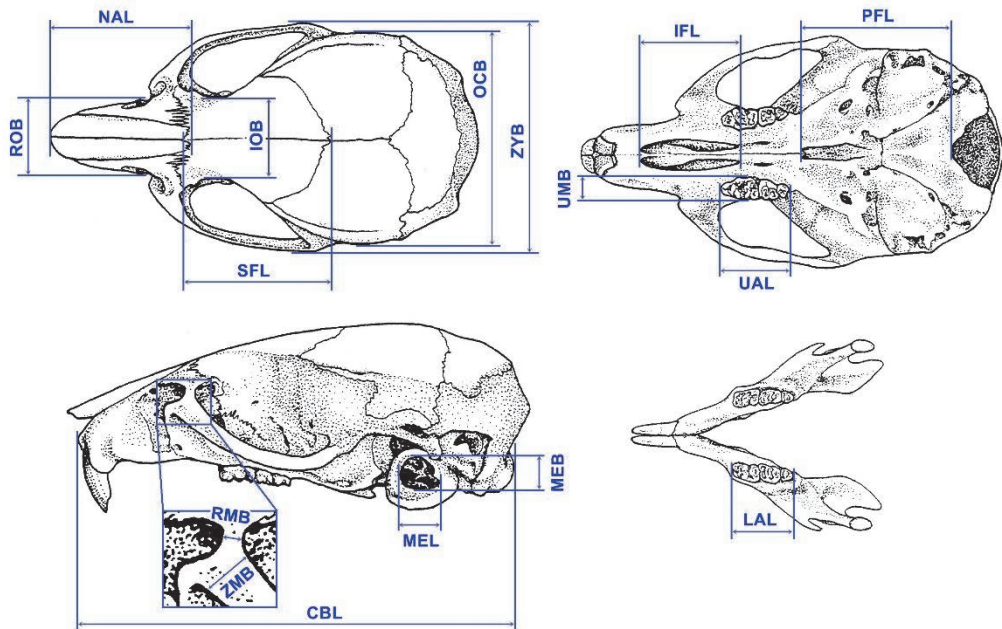 NAL
ROB
IOB
OCB
ZYB
SFL
IFL
PFL
UMB
UAL
RMB
ZMB
MEB
MEL
CBL
LAL